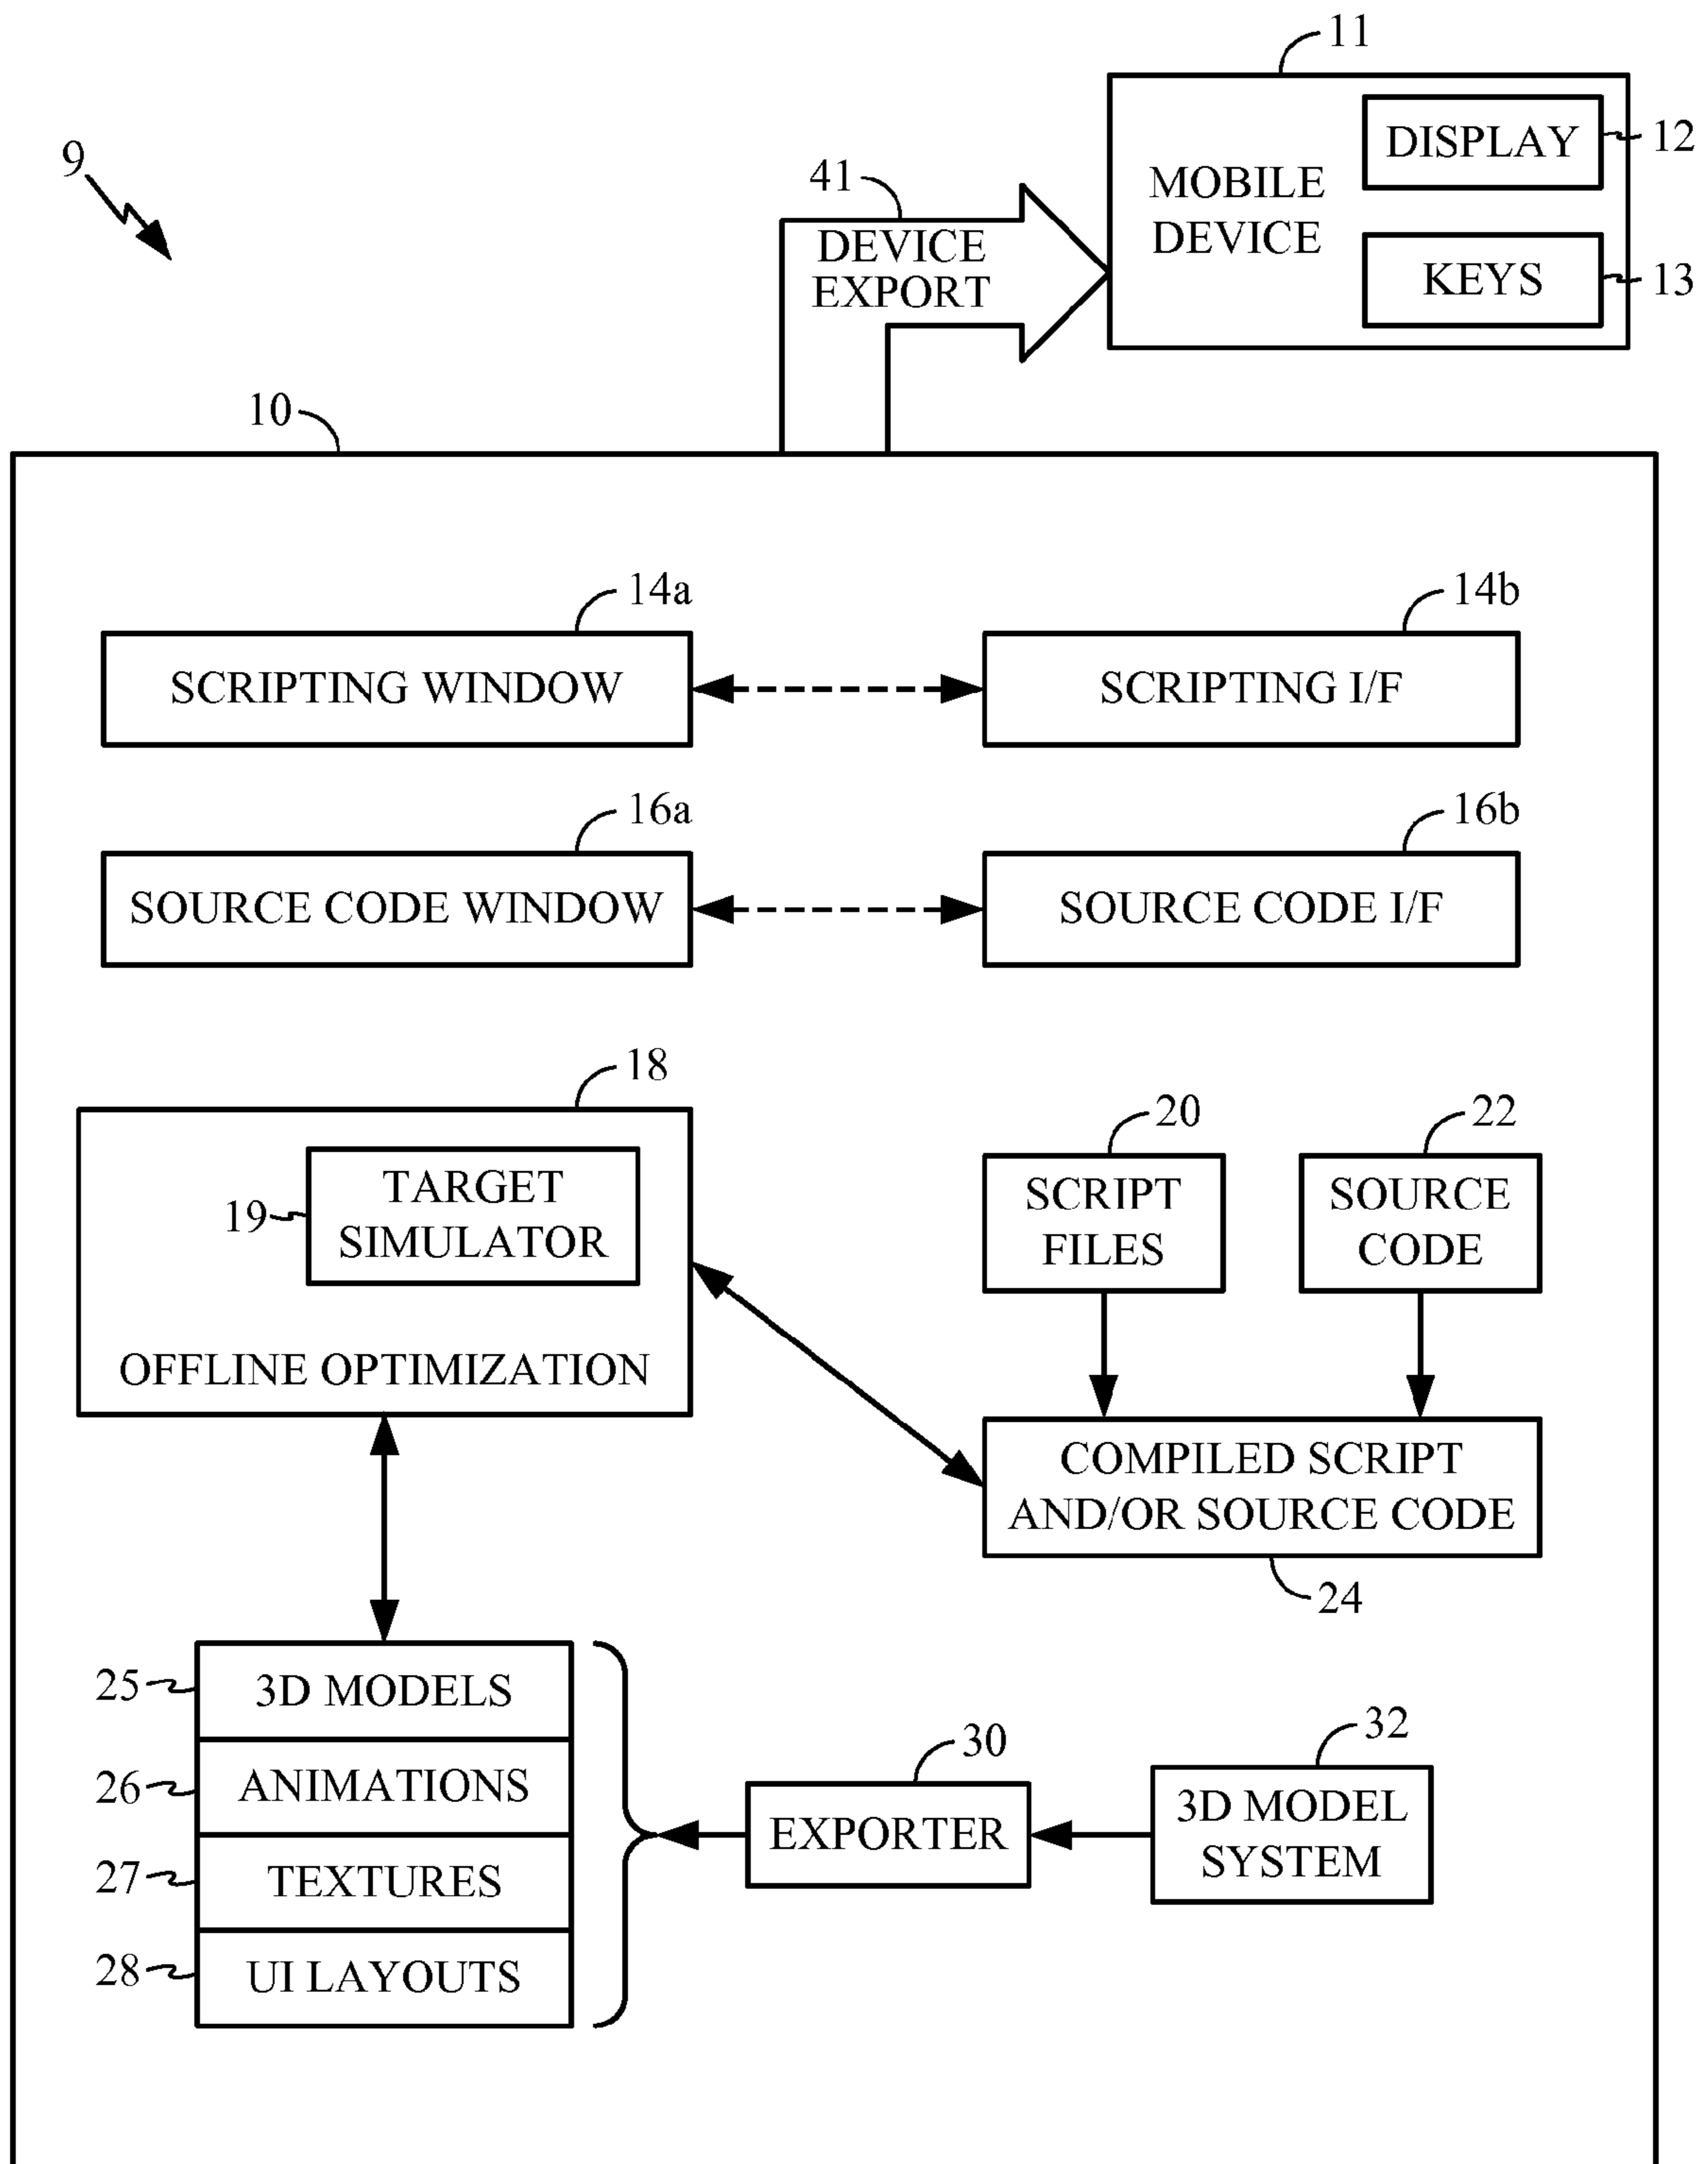 11
DISPLAY
12
9
41
MOBILE
DEVICE
DEVICE
EXPORT
KEYS
13
10
14a
14b
SCRIPTING WINDOW
SCRIPTING I/F
16a
16b
SOURCE CODE WINDOW
SOURCE CODE I/F
18
20
22
19
TARGET
SIMULATOR
SCRIPT
FILES
SOURCE
CODE
OFFLINE OPTIMIZATION
COMPILED SCRIPT
AND/OR SOURCE CODE
24
25
3D MODELS
26
ANIMATIONS
27
TEXTURES
28
UI LAYOUTS
30
EXPORTER
32
3D MODEL
SYSTEM